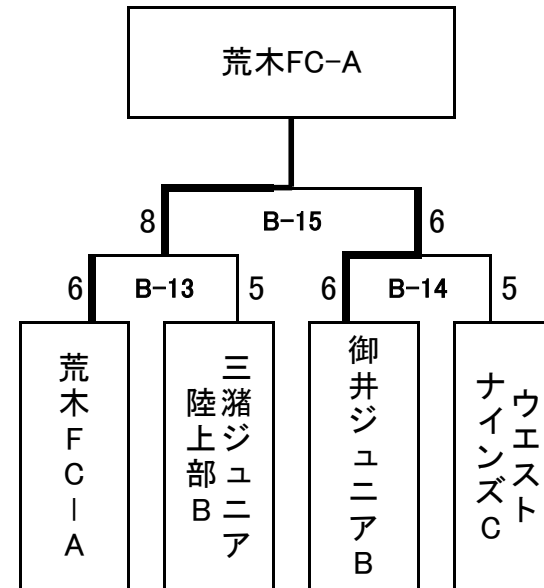 荒木FC-A
8
B-15
6
6
B-13
5
6
B-14
5
荒木FC-A
三潴ジュニア
陸上部B
御井ジュニアB
ウエスト
ナインズC